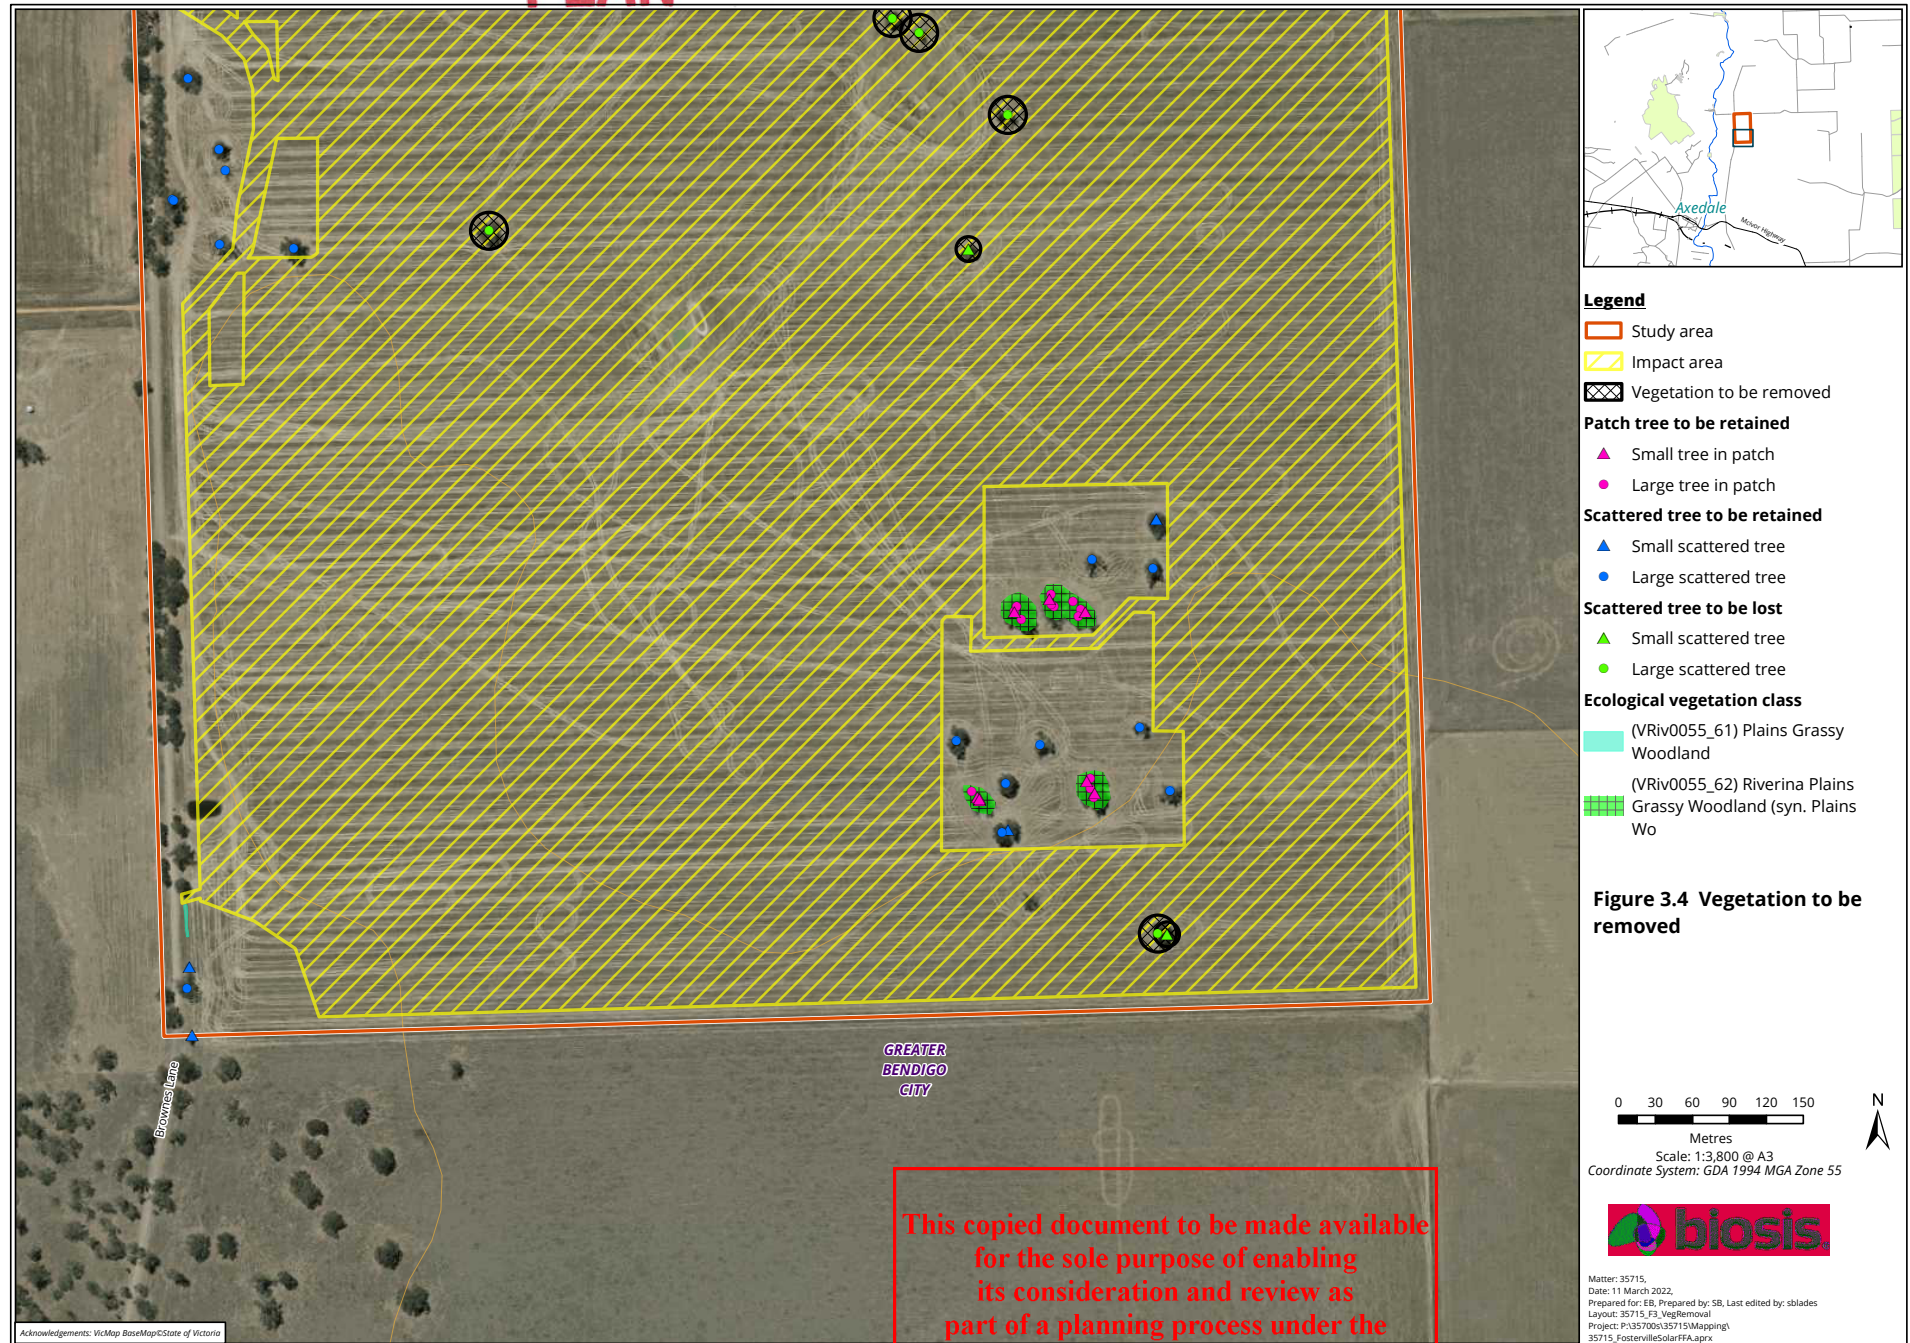 Axedale
McIvor Highway
Legend
Study area
Impact area
Vegetation to be removed
Patch tree to be retained
Small tree in patch
Large tree in patch
Scattered tree to be retained
Small scattered tree
Large scattered tree
Scattered tree to be lost
Small scattered tree
Large scattered tree
Ecological vegetation class
(VRiv0055_61) Plains Grassy
Woodland
(VRiv0055_62) Riverina Plains
Grassy Woodland (syn. Plains
Wo
Figure 3.4 Vegetation to be
removed
GREATER
BENDIGO
CITY
Brownes Lane
0 30 60 90 120 150
Metres
Scale: 1:3,800 @ A3
Coordinate System: GDA 1994 MGA Zone 55
N
biosis.
Matter: 35715,
Date: 11 March 2022,
Prepared for: EB, Prepared by: SB, Last edited by: sblades
Layout: 35715_F3_VegRemoval
Project: P:\35700s\35715\Mapping\
35715_FostervilleSolarFFA.aprx
Acknowledgements: VicMap BaseMap©State of Victoria
This copied document to be made available
for the sole purpose of enabling
its consideration and review as
part of a planning process under the